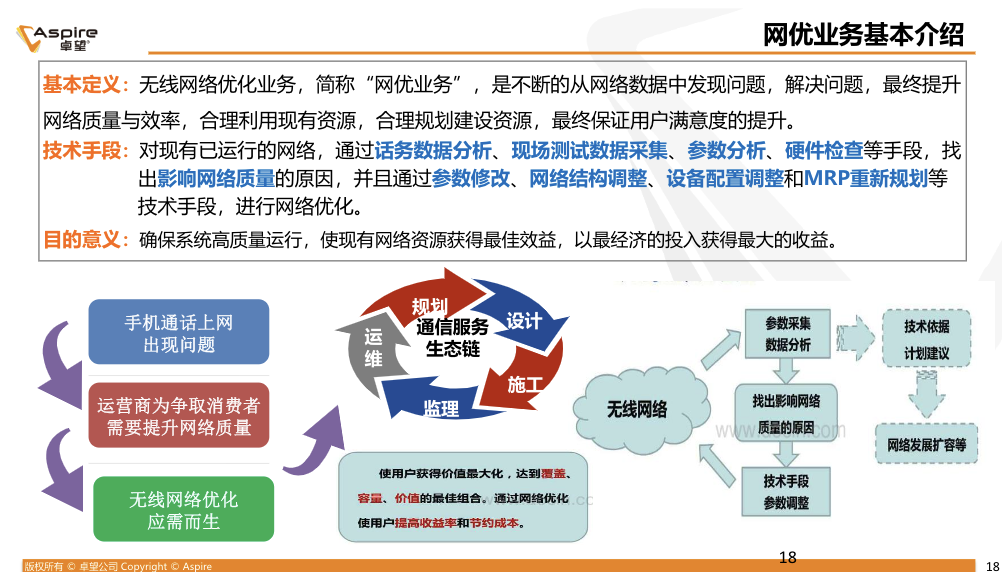 Aspire
卓望®
网优业务基本介绍
基本定义：无线网络优化业务，简称“网优业务”，是不断的从网络数据中发现问题，解决问题，最终提升
网络质量与效率，合理利用现有资源，合理规划建设资源，最终保证用户满意度的提升。
技术手段：对现有已运行的网络，通过话务数据分析、现场测试数据采集、参数分析、硬件检查等手段，找
出影响网络质量的原因，并且通过参数修改、网络结构调整、设备配置调整和MRP重新规划等
技术手段，进行网络优化。
目的意义：确保系统高质量运行，使现有网络资源获得最佳效益，以最经济的投入获得最大的收益。
手机通话上网
出现问题
运营商为争取消费者
需要提升网络质量
无线网络优化
应需而生
规划
设计
施工
监理
运
维
通信服务
生态链
使用户获得价值最大化，达到覆盖、
容量、价值的最佳组合。通过网络优化
使用户提高收益率和节约成本。
无线网络
参数采集
数据分析
找出影响网络
质量的原因
技术手段
参数调整
技术依据
计划建议
网络发展扩容等
18
版权所有 © 卓望公司 Copyright © Aspire
18